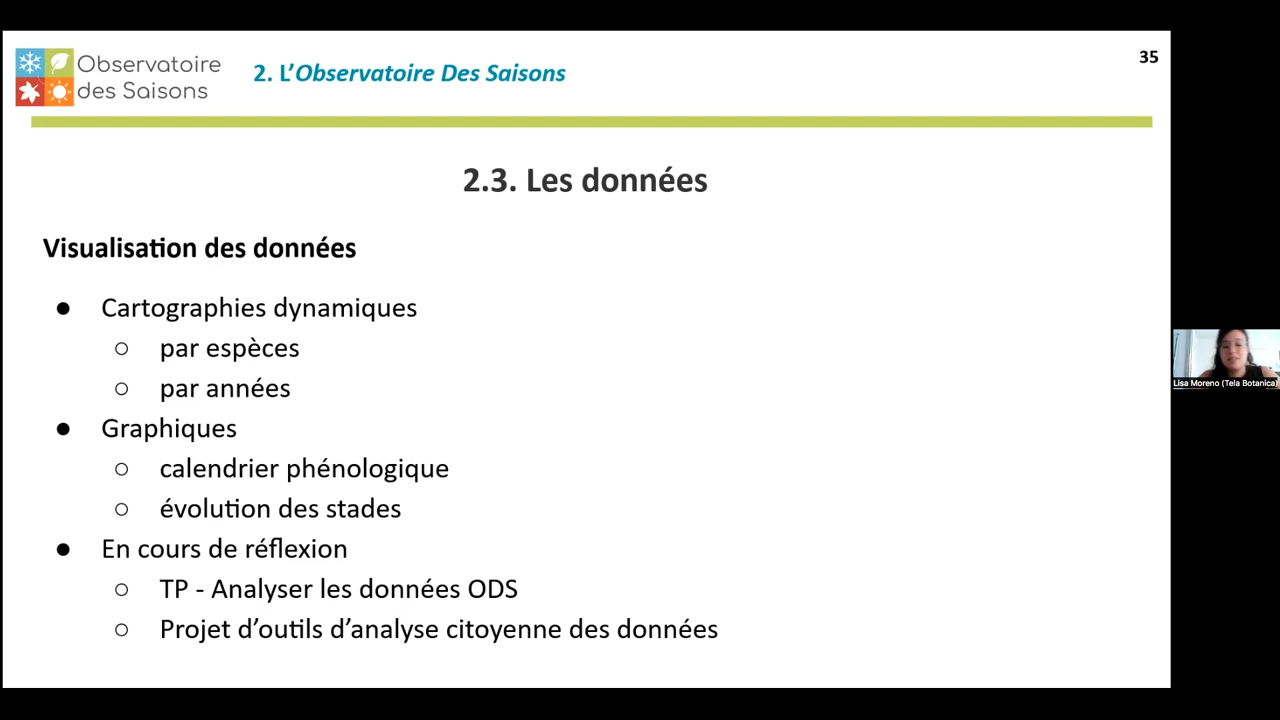 Observatoire
des Saisons
2. L’Observatoire Des Saisons
35
2.3. Les données
Visualisation des données
● Cartographies dynamiques
○ par espèces
○ par années
● Graphiques
○ calendrier phénologique
○ évolution des stades
● En cours de réflexion
○ TP - Analyser les données ODS
○ Projet d’outils d’analyse citoyenne des données
Lisa Moreno (Tela Botanica)